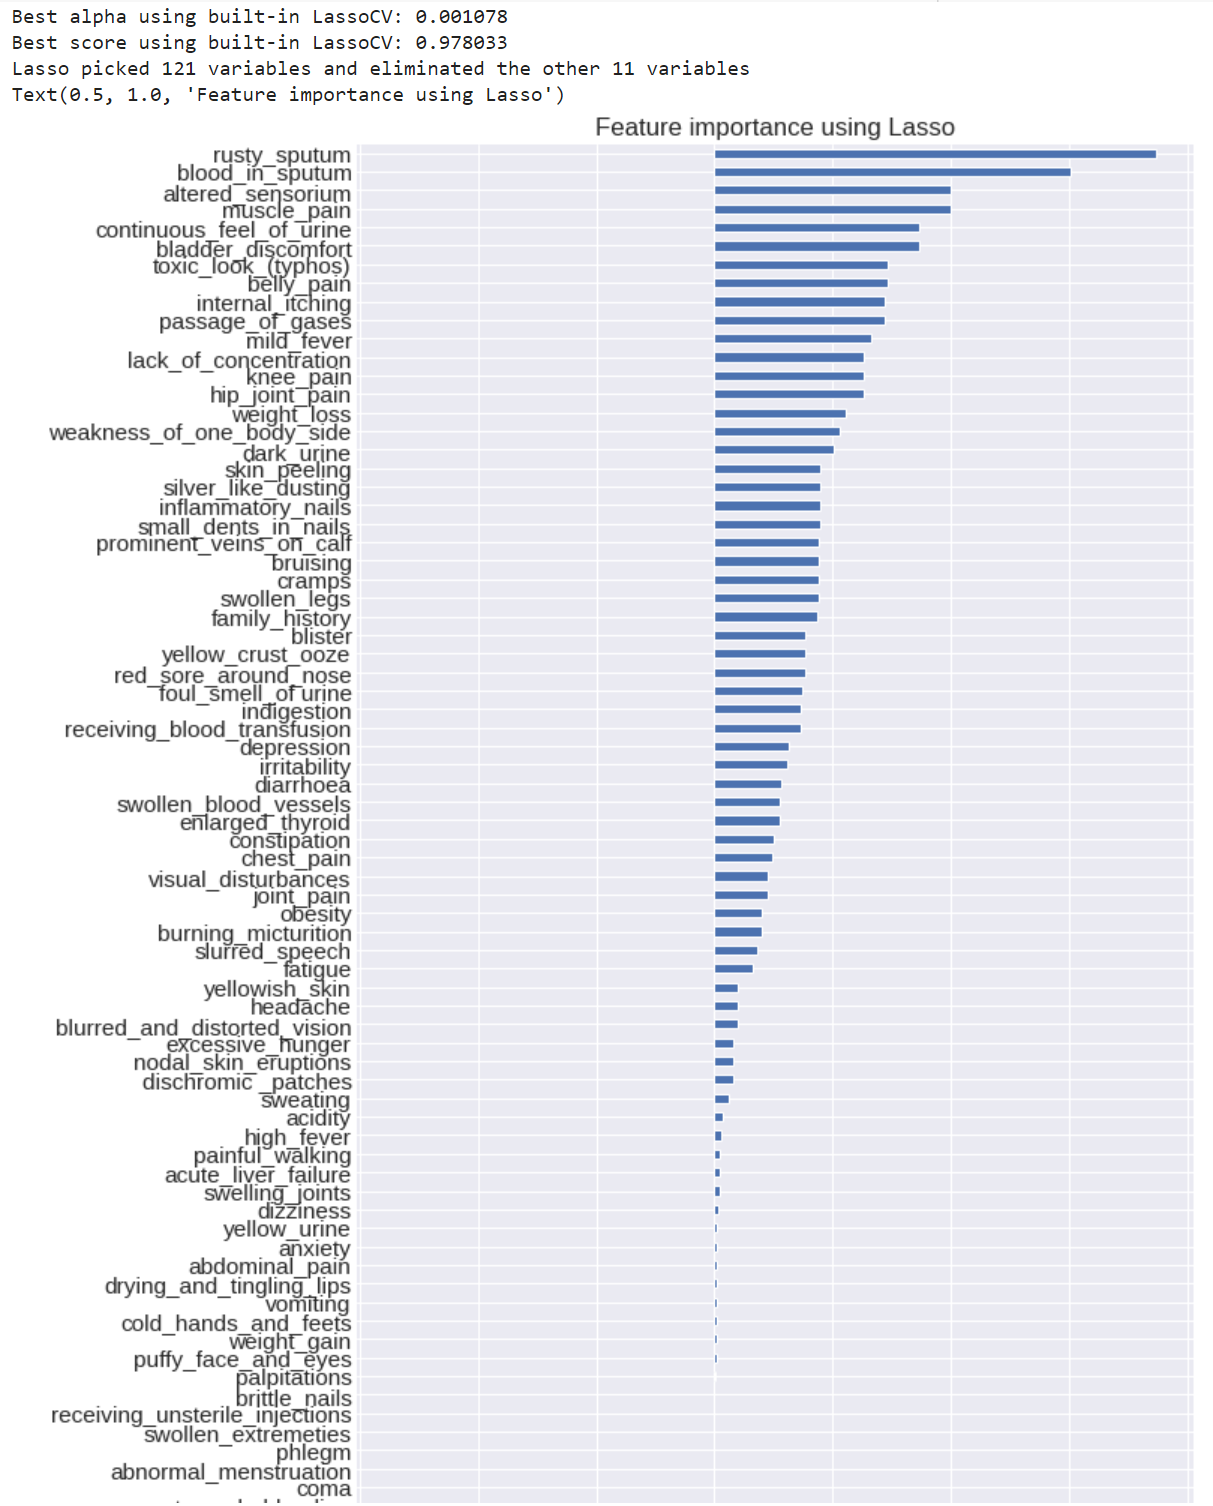 Best alpha using built-in LassoCV: 0.001078
Best score using built-in LassoCV: 0.978033
Lasso picked 121 variables and eliminated the other 11 variables
Text(0.5, 1.0, 'Feature importance using Lasso')
Feature importance using Lasso
rusty_sputum
blood_in_sputum
altered_sensorium
muscle_pain
continuous_feel_of_urine
bladder_discomfort
toxic_look_(typhos)
belly_pain
internal_itching
passage_of_gases
mild_fever
lack_of_concentration
knee_pain
hip_joint_pain
weight_loss
weakness_of_one_body_side
dark_urine
skin_peeling
silver_like_dusting
inflammatory_nails
small_dents_in_nails
prominent_veins_on_calf
bruising
cramps
swollen_legs
family_history
blister
yellow_crust_ooze
red_sore_around_nose
foul_smell_of urine
indigestion
receiving_blood_transfusion
depression
irritability
diarrhoea
swollen_blood_vessels
enlarged_thyroid
constipation
chest_pain
visual_disturbances
joint_pain
obesity
burning_micturition
slurred_speech
fatigue
yellowish_skin
headache
blurred_and_distorted_vision
excessive_hunger
nodal_skin_eruptions
dischromic _patches
sweating
acidity
high_fever
painful_walking
acute_liver_failure
swelling_joints
dizziness
yellow_urine
anxiety
abdominal_pain
drying_and_tingling_lips
vomiting
cold_hands_and_feets
weight_gain
puffy_face_and_eyes
palpitations
brittle_nails
receiving_unsterile_injections
swollen_extremeties
phlegm
abnormal_menstruation
coma